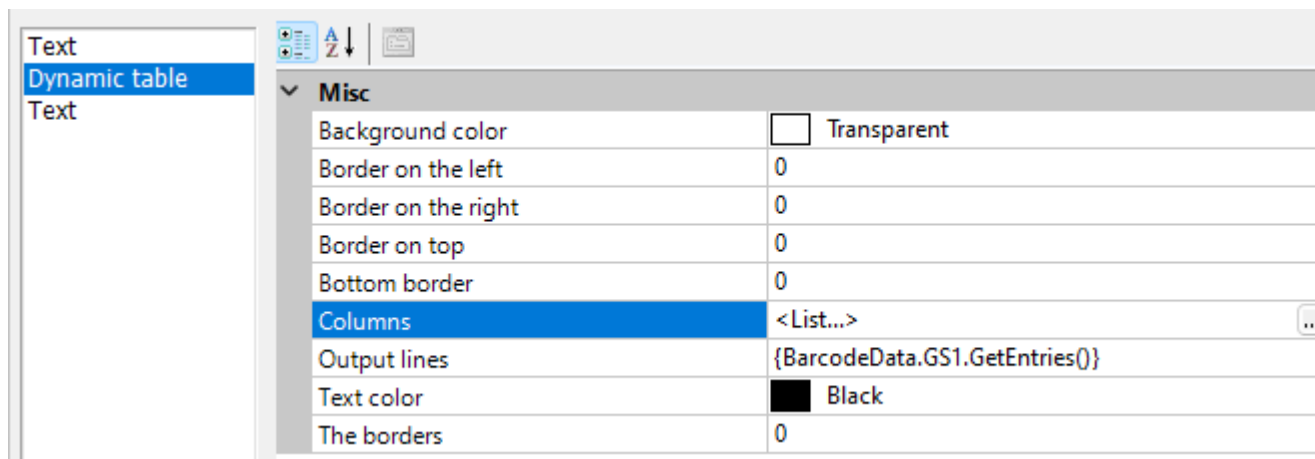 Text
Dynamic table
Text
A
Z
Misc
Background color Transparent
Border on the left 0
Border on the right 0
Border on top 0
Bottom border 0
Columns <List...> ..
Output lines {BarcodeData.GS1.GetEntries()}
Text color Black
The borders 0